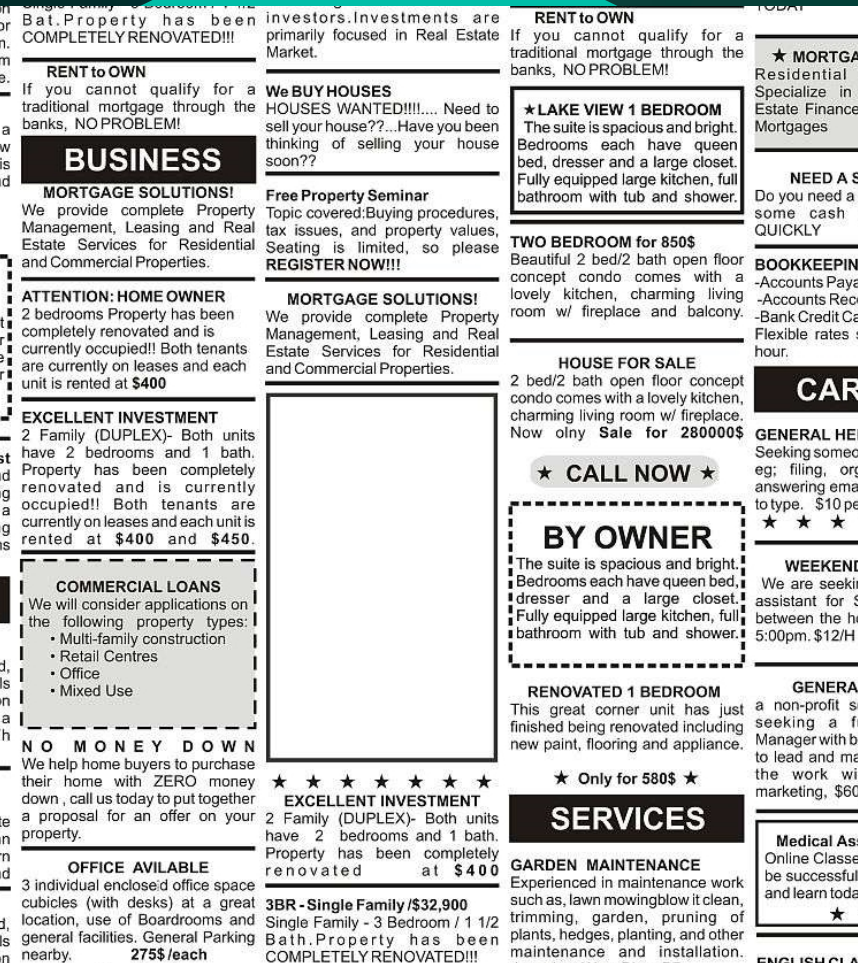 Bat.Property has been
COMPLETELY RENOVATED!!!
RENT to OWN
If you cannot qualify for a
traditional mortgage through the
banks, NO PROBLEM!
BUSINESS
MORTGAGE SOLUTIONS!
We provide complete Property
Management, Leasing and Real
Estate Services for Residential
and Commercial Properties.
ATTENTION: HOME OWNER
2 bedrooms Property has been
completely renovated and is
currently occupied!! Both tenants
are currently on leases and each
unit is rented at $400
EXCELLENT INVESTMENT
2 Family (DUPLEX)- Both units
have 2 bedrooms and 1 bath.
Property has been completely
renovated and is currently
occupied!! Both tenants are
currently on leases and each unit is
rented at $400 and $450.
COMMERCIAL LOANS
We will consider applications on
the following property types:
• Multi-family construction
• Retail Centres
• Office
• Mixed Use
NO MONEY DOWN
We help home buyers to purchase
their home with ZERO money
down , call us today to put together
a proposal for an offer on your
property.
OFFICE AVILABLE
3 individual enclose:d office space
cubicles (with desks) at a great
location, use of Boardrooms and
general facilities. General Parking
nearby. 275$ /each
investors.Investments are
primarily focused in Real Estate
Market.
We BUY HOUSES
HOUSES WANTED!!!!.... Need to
sell your house??...Have you been
thinking of selling your house
soon??
Free Property Seminar
Topic covered:Buying procedures,
tax issues, and property values,
Seating is limited, so please
REGISTER NOW!!!
MORTGAGE SOLUTIONS!
We provide complete Property
Management, Leasing and Real
Estate Services for Residential
and Commercial Properties.
★ ★ ★ ★ ★ ★ ★
EXCELLENT INVESTMENT
2 Family (DUPLEX)- Both units
have 2 bedrooms and 1 bath.
Property has been completely
renovated at $400
3BR - Single Family /$32,900
Single Family - 3 Bedroom / 1 1/2
Bath.Property has been
COMPLETELY RENOVATED!!!
RENT to OWN
If you cannot qualify for a
traditional mortgage through the
banks, NO PROBLEM!
★LAKE VIEW 1 BEDROOM
The suite is spacious and bright.
Bedrooms each have queen
bed, dresser and a large closet.
Fully equipped large kitchen, full
bathroom with tub and shower.
TWO BEDROOM for 850$
Beautiful 2 bed/2 bath open floor
concept condo comes with a
lovely kitchen, charming living
room w/ fireplace and balcony.
HOUSE FOR SALE
2 bed/2 bath open floor concept
condo comes with a lovely kitchen,
charming living room w/ fireplace.
Now olny Sale for 280000$
★ CALL NOW ★
BY OWNER
The suite is spacious and bright.
Bedrooms each have queen bed,
dresser and a large closet.
Fully equipped large kitchen, full
bathroom with tub and shower.
RENOVATED 1 BEDROOM
This great corner unit has just
finished being renovated including
new paint, flooring and appliance.
★ Only for 580$ ★
SERVICES
GARDEN MAINTENANCE
Experienced in maintenance work
such as, lawn mowingblow it clean,
trimming, garden, pruning of
plants, hedges, planting, and other
maintenance and installation.
TODAY
★ MORTGA
Residential
Specialize in
Estate Finance
Mortgages
NEED A S
Do you need a
some cash
QUICKLY
BOOKKEEPIN
-Accounts Paya
-Accounts Rec
-Bank Credit Ca
Flexible rates s
hour.
CAR
GENERAL HE
Seeking someo
eg; filing, org
answering ema
to type. $10 pe
★ ★ ★
WEEKEND
We are seeki
assistant for S
between the ho
5:00pm. $12/H
GENERA
a non-profit s
seeking a f
Manager with b
to lead and ma
the work wi
marketing, $60
Medical Ass
Online Classe
be successful
and learn toda
★
ENGLISH CLA